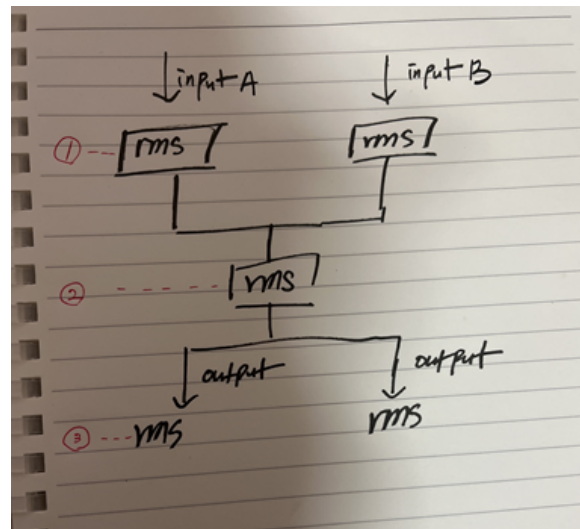 input A input B
① rms rms
② rms
output output
③ rms rms